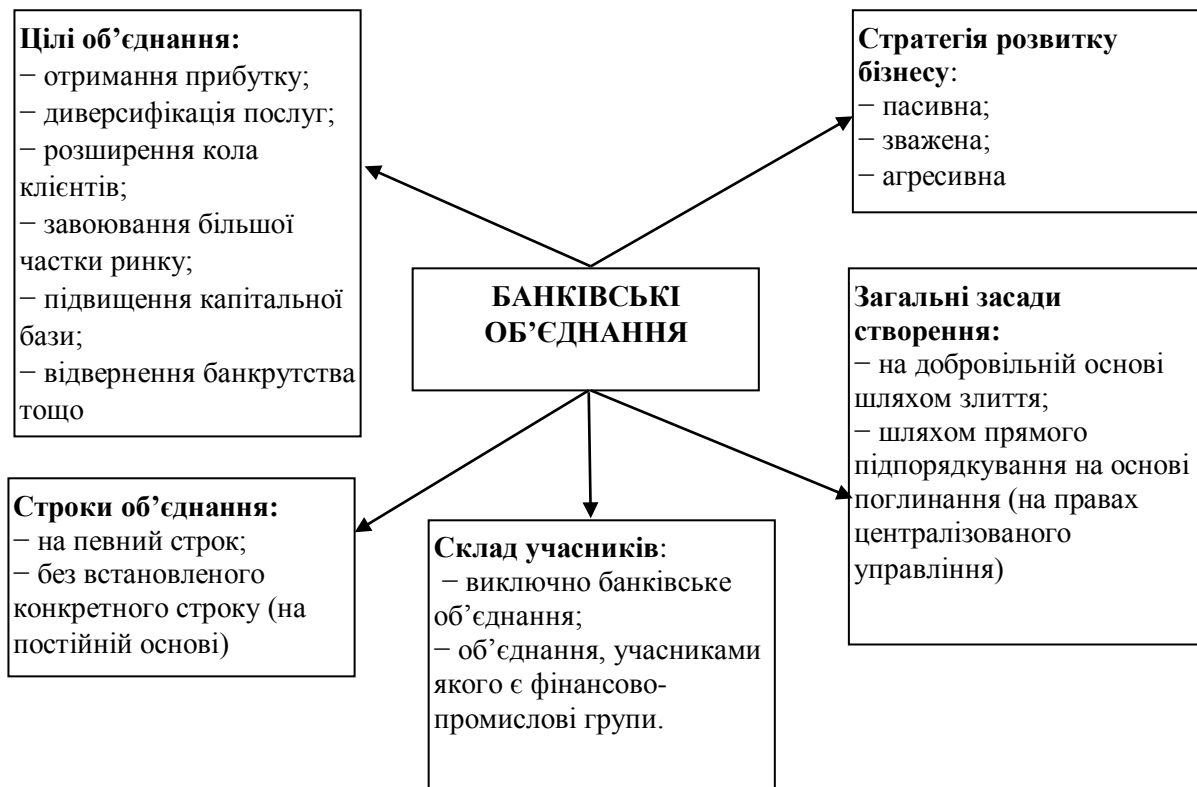 Цілі об’єднання:
− отримання прибутку;
− диверсифікація послуг;
− розширення кола
клієнтів;
− завоювання більшої
частки ринку;
− підвищення капітальної
бази;
− відвернення банкрутства
тощо
Стратегія розвитку
бізнесу:
− пасивна;
− зважена;
− агресивна
БАНКІВСЬКІ
ОБ’ЄДНАННЯ
Загальні засади
створення:
− на добровільній основі
шляхом злиття;
− шляхом прямого
підпорядкування на основі
поглинання (на правах
централізованого
управління)
Строки об’єднання:
− на певний строк;
− без встановленого
конкретного строку (на
постійній основі)
Склад учасників:
− виключно банківське
об’єднання;
− об’єднання, учасниками
якого є фінансово-
промислові групи.